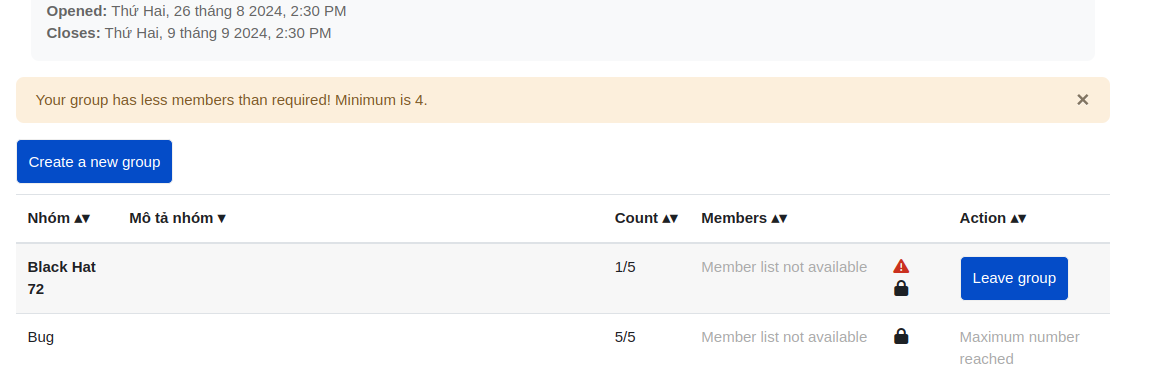 Opened: Thứ Hai, 26 tháng 8 2024, 2:30 PM
Closes: Thứ Hai, 9 tháng 9 2024, 2:30 PM
Your group has less members than required! Minimum is 4. ×
Create a new group
Nhóm ▲▼ Mô tả nhóm ▼ Count ▲▼ Members ▲▼ Action ▲▼
Black Hat 1/5 Member list not available
72 Leave group
Bug 5/5 Member list not available Maximum number
reached